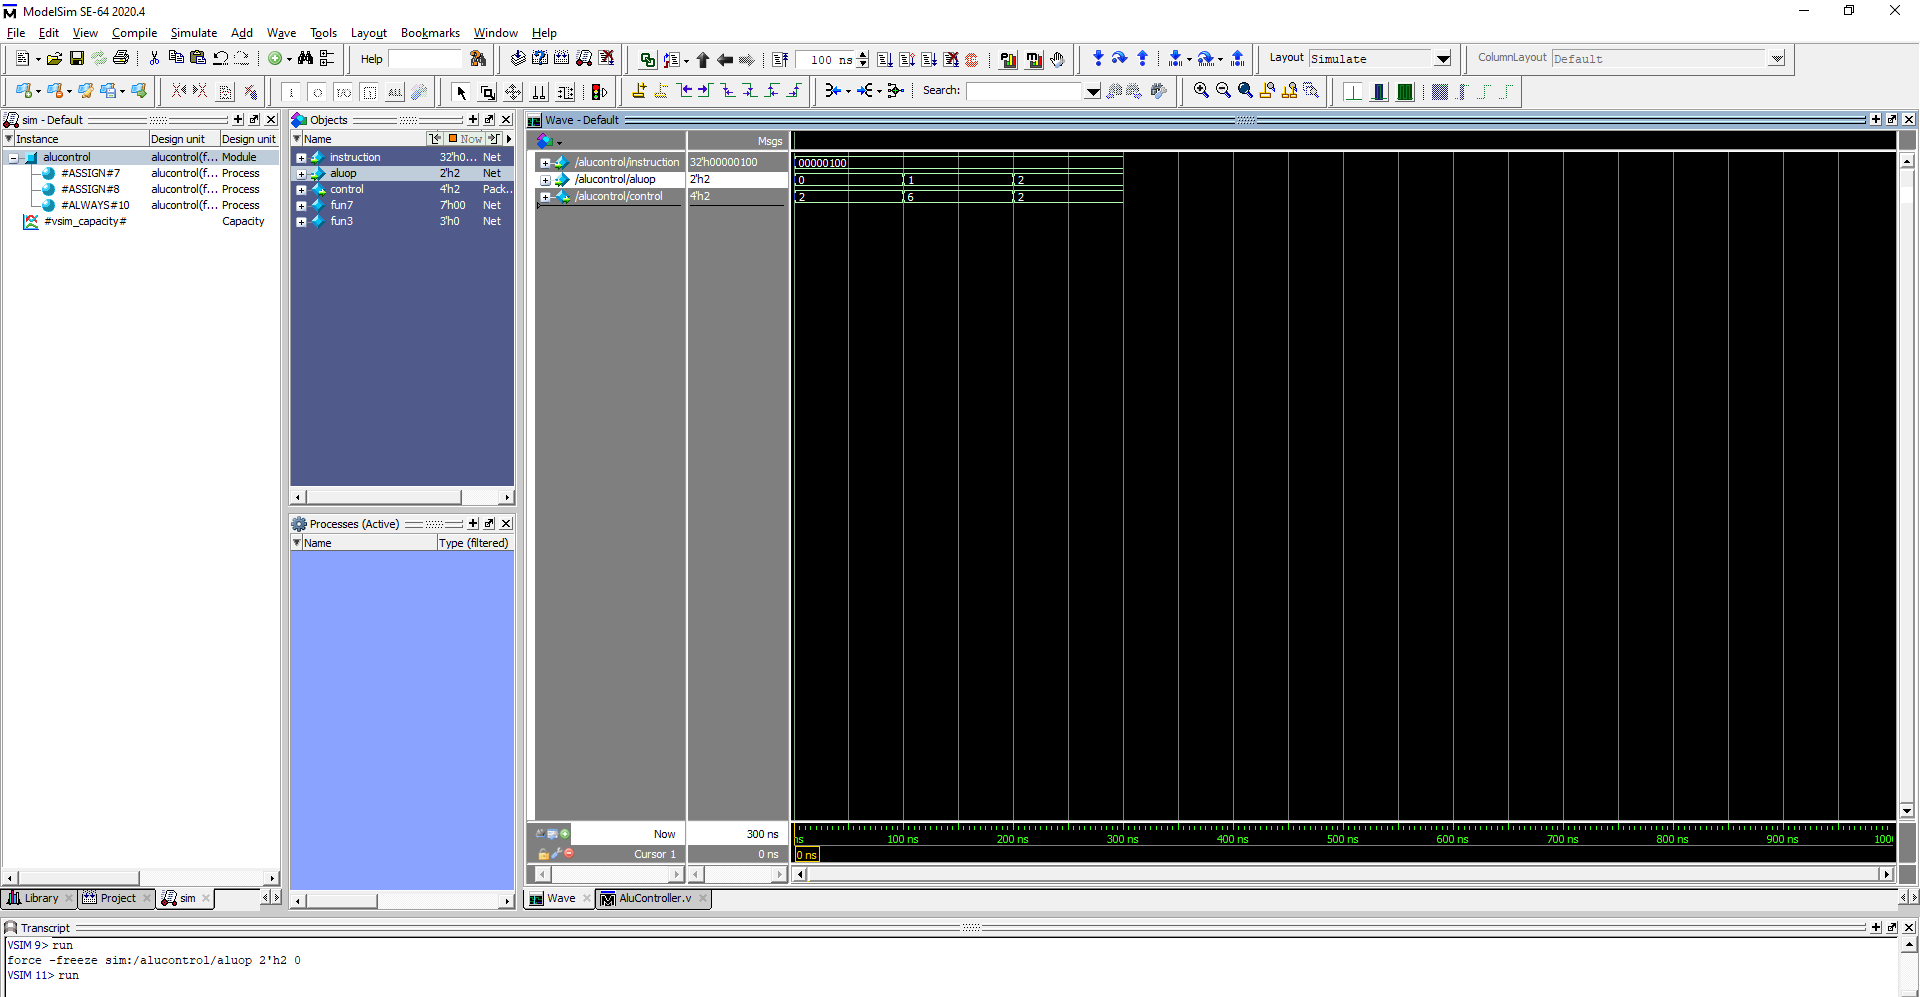 ModelSim SE-64 2020.4
File Edit View Compile Simulate Add Wave Tools Layout Bookmarks Window Help
Help 100 ns Layout Simulate ColumnLayout Default
Search:
sim - Default
Instance Design unit Design unit
alucontrol alucontrol(f... Module
#ASSIGN#7 alucontrol(f... Process
#ASSIGN#8 alucontrol(f... Process
#ALWAYS#10 alucontrol(f... Process
#vsim_capacity# Capacity
Objects
Name Now
instruction 32'h0... Net
aluop 2'h2 Net
control 4'h2 Pack...
fun7 7'h00 Net
fun3 3'h0 Net
Processes (Active)
Name Type (filtered)
Wave - Default
Msgs
/alucontrol/instruction 32'h00000100 00000100
/alucontrol/aluop 2'h2 0 1 2
/alucontrol/control 4'h2 2 6 2
Now 300 ns
ns 100 ns 200 ns 300 ns 400 ns 500 ns 600 ns 700 ns 800 ns 900 ns 100
Cursor 1 0 ns 0 ns
Library Project sim Wave AluController.v
Transcript
VSIM 9> run
force -freeze sim:/alucontrol/aluop 2'h2 0
VSIM 11> run